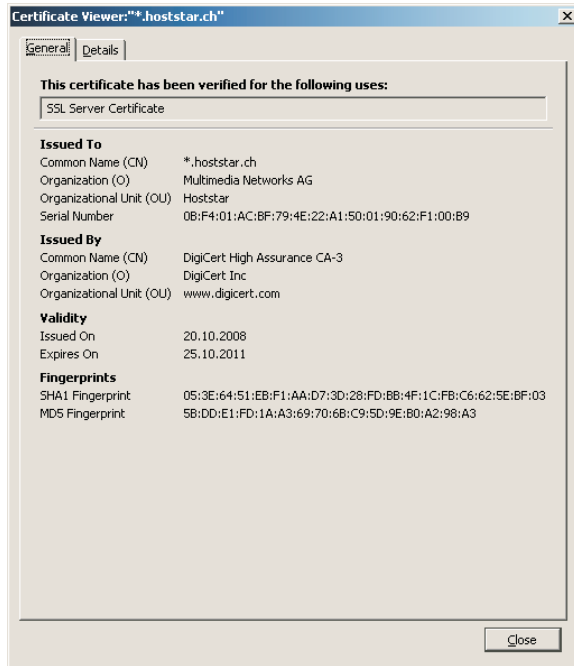 Certificate Viewer:"*.hoststar.ch"
General Details
This certificate has been verified for the following uses:
SSL Server Certificate
Issued To
Common Name (CN) *.hoststar.ch
Organization (O) Multimedia Networks AG
Organizational Unit (OU) Hoststar
Serial Number 0B:F4:01:AC:BF:79:4E:22:A1:50:01:90:62:F1:00:B9
Issued By
Common Name (CN) DigiCert High Assurance CA-3
Organization (O) DigiCert Inc
Organizational Unit (OU) www.digicert.com
Validity
Issued On 20.10.2008
Expires On 25.10.2011
Fingerprints
SHA1 Fingerprint 05:3E:64:51:EB:F1:AA:D7:3D:28:FD:BB:4F:1C:FB:C6:62:5E:BF:03
MD5 Fingerprint 5B:DD:E1:FD:1A:A3:69:70:6B:C9:5D:9E:B0:A2:98:A3
Close